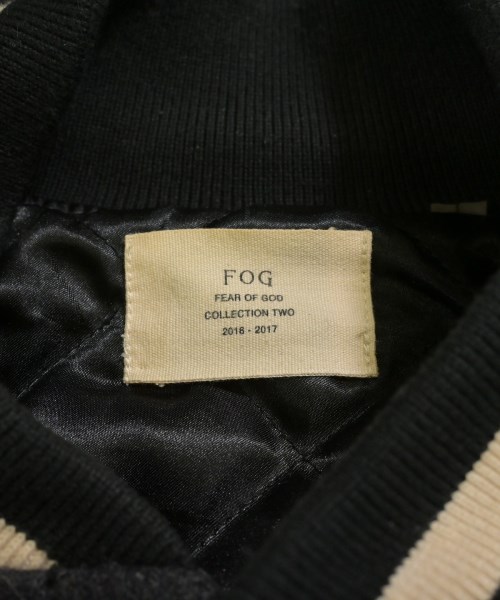 FOG
FEAR OF GOD
COLLECTION TWO
2016 - 2017